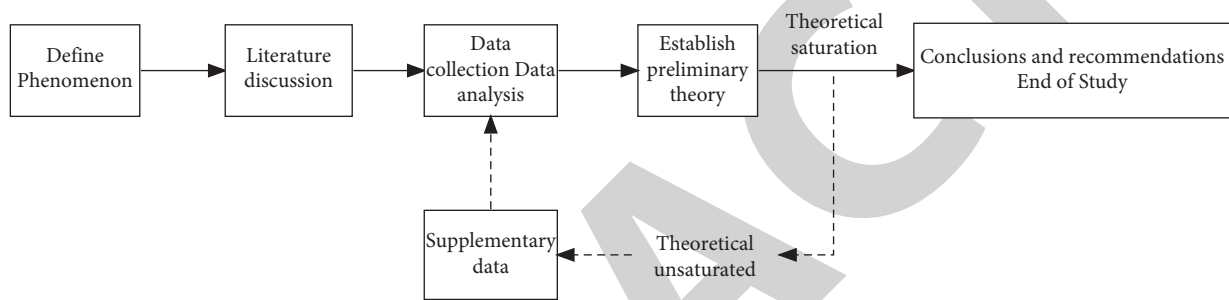 Define
Phenomenon
Literature
discussion
Data
collection Data
analysis
Establish
preliminary
theory
Theoretical
saturation
Conclusions and recommendations
End of Study
Supplementary
data
Theoretical
unsaturated